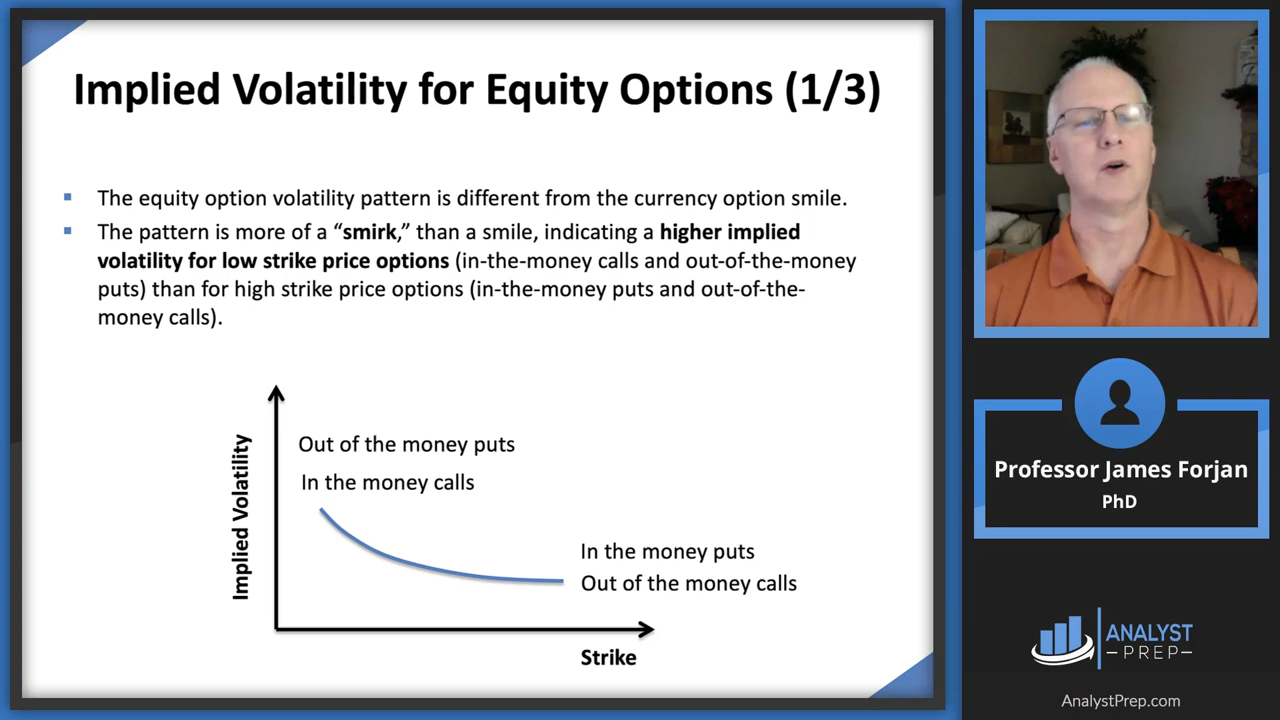 Implied Volatility for Equity Options (1/3)
▪ The equity option volatility pattern is different from the currency option smile.
▪ The pattern is more of a “smirk,” than a smile, indicating a higher implied
volatility for low strike price options (in-the-money calls and out-of-the-money
puts) than for high strike price options (in-the-money puts and out-of-the-
money calls).
Implied Volatility
Out of the money puts
In the money calls
In the money puts
Out of the money calls
Strike
Professor James Forjan
PhD
ANALYST
–PREP–
AnalystPrep.com